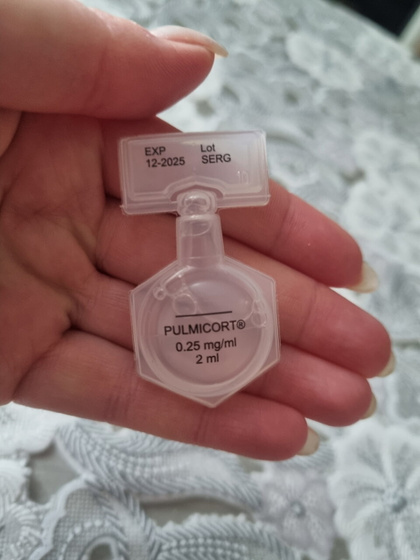 EXP Lot
12-2025 SERG
PULMICORT®
0.25 mg/ml
2 ml